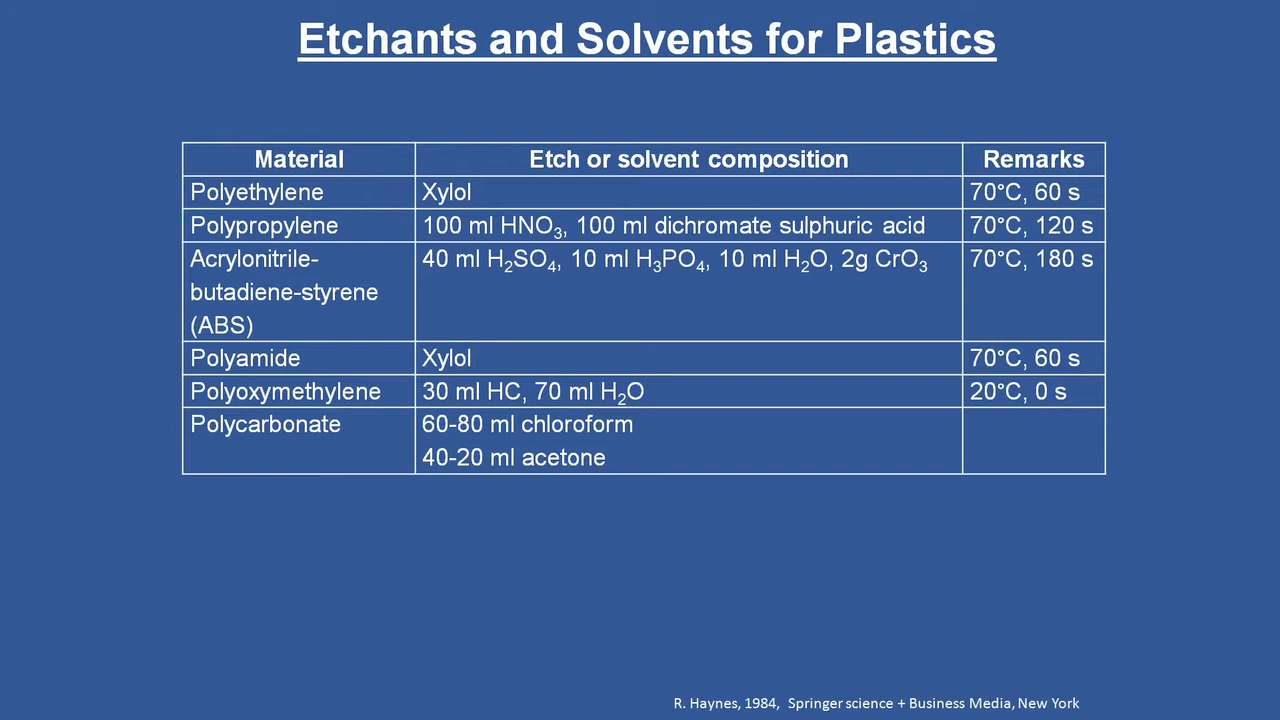 Etchants and Solvents for Plastics
Material Etch or solvent composition Remarks
Polyethylene Xylol 70°C, 60 s
Polypropylene 100 ml HNO₃, 100 ml dichromate sulphuric acid 70°C, 120 s
Acrylonitrile- 40 ml H₂SO₄, 10 ml H₃PO₄, 10 ml H₂O, 2g CrO₃ 70°C, 180 s
butadiene-styrene
(ABS)
Polyamide Xylol 70°C, 60 s
Polyoxymethylene 30 ml HC, 70 ml H₂O 20°C, 0 s
Polycarbonate 60-80 ml chloroform
40-20 ml acetone
R. Haynes, 1984, Springer science + Business Media, New York